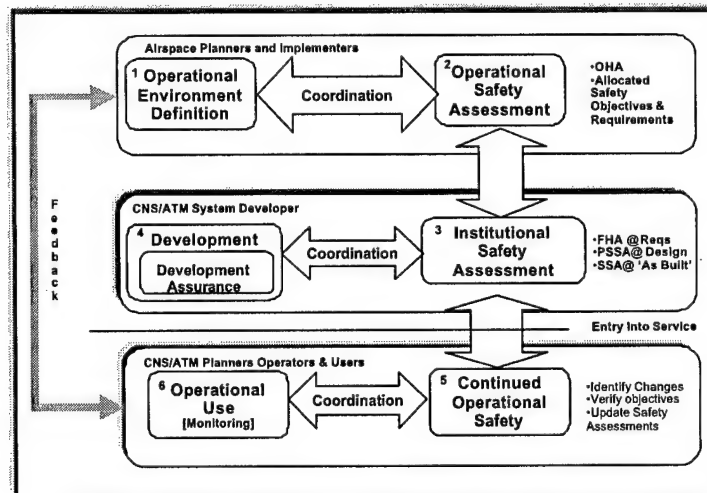 Airspace Planners and Implementers
1 Operational
Environment
Definition
Coordination
2 Operational
Safety
Assessment
•OHA
•Allocated
Safety
Objectives &
Requirements
Feedback
CNS/ATM System Developer
4 Development
Development
Assurance
Coordination
3 Institutional
Safety
Assessment
•FHA @Reqs
•PSSA@ Design
•SSA@ 'As Built'
Entry Into Service
CNS/ATM Planners Operators & Users
6 Operational
Use
[Monitoring]
Coordination
5 Continued
Operational
Safety
•Identify Changes
•Verify objectives
•Update Safety
Assessments